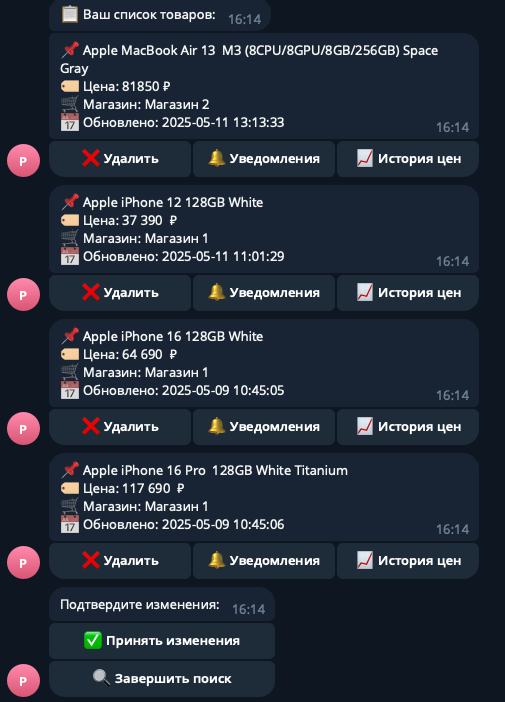 📋 Ваш список товаров: 16:14
📌 Apple MacBook Air 13 M3 (8CPU/8GPU/8GB/256GB) Space
Gray
🏷️ Цена: 81850 ₽
🛒 Магазин: Магазин 2
📅 Обновлено: 2025-05-11 13:13:33
16:14
P
❌ Удалить 🔔 Уведомления 📈 История цен
📌 Apple iPhone 12 128GB White
🏷️ Цена: 37 390 ₽
🛒 Магазин: Магазин 1
📅 Обновлено: 2025-05-11 11:01:29
16:14
P
❌ Удалить 🔔 Уведомления 📈 История цен
📌 Apple iPhone 16 128GB White
🏷️ Цена: 64 690 ₽
🛒 Магазин: Магазин 1
📅 Обновлено: 2025-05-09 10:45:05
16:14
P
❌ Удалить 🔔 Уведомления 📈 История цен
📌 Apple iPhone 16 Pro 128GB White Titanium
🏷️ Цена: 117 690 ₽
🛒 Магазин: Магазин 1
📅 Обновлено: 2025-05-09 10:45:06
16:14
P
❌ Удалить 🔔 Уведомления 📈 История цен
Подтвердите изменения: 16:14
✅ Принять изменения
P
🔍 Завершить поиск